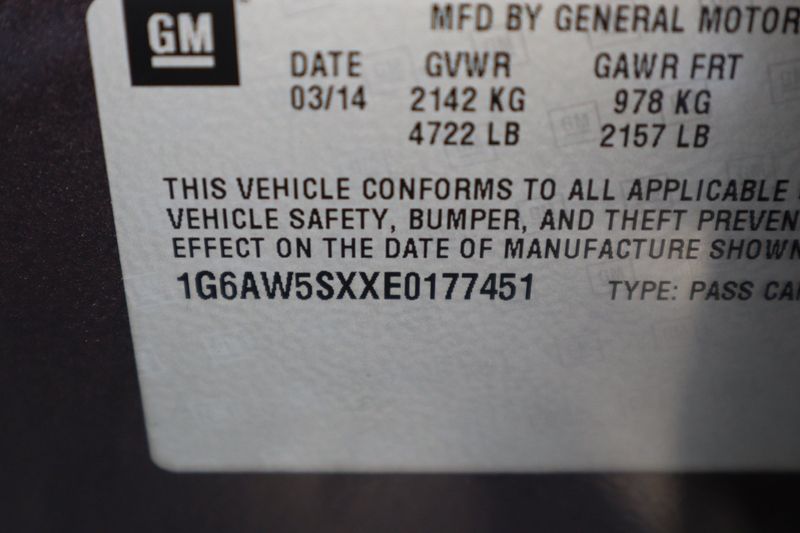 GM
MFD BY GENERAL MOTOR
DATE GVWR GAWR FRT
03/14 2142 KG 978 KG
4722 LB 2157 LB
THIS VEHICLE CONFORMS TO ALL APPLICABLE
VEHICLE SAFETY, BUMPER, AND THEFT PREVEN
EFFECT ON THE DATE OF MANUFACTURE SHOWN
1G6AW5SXXE0177451 TYPE: PASS CA